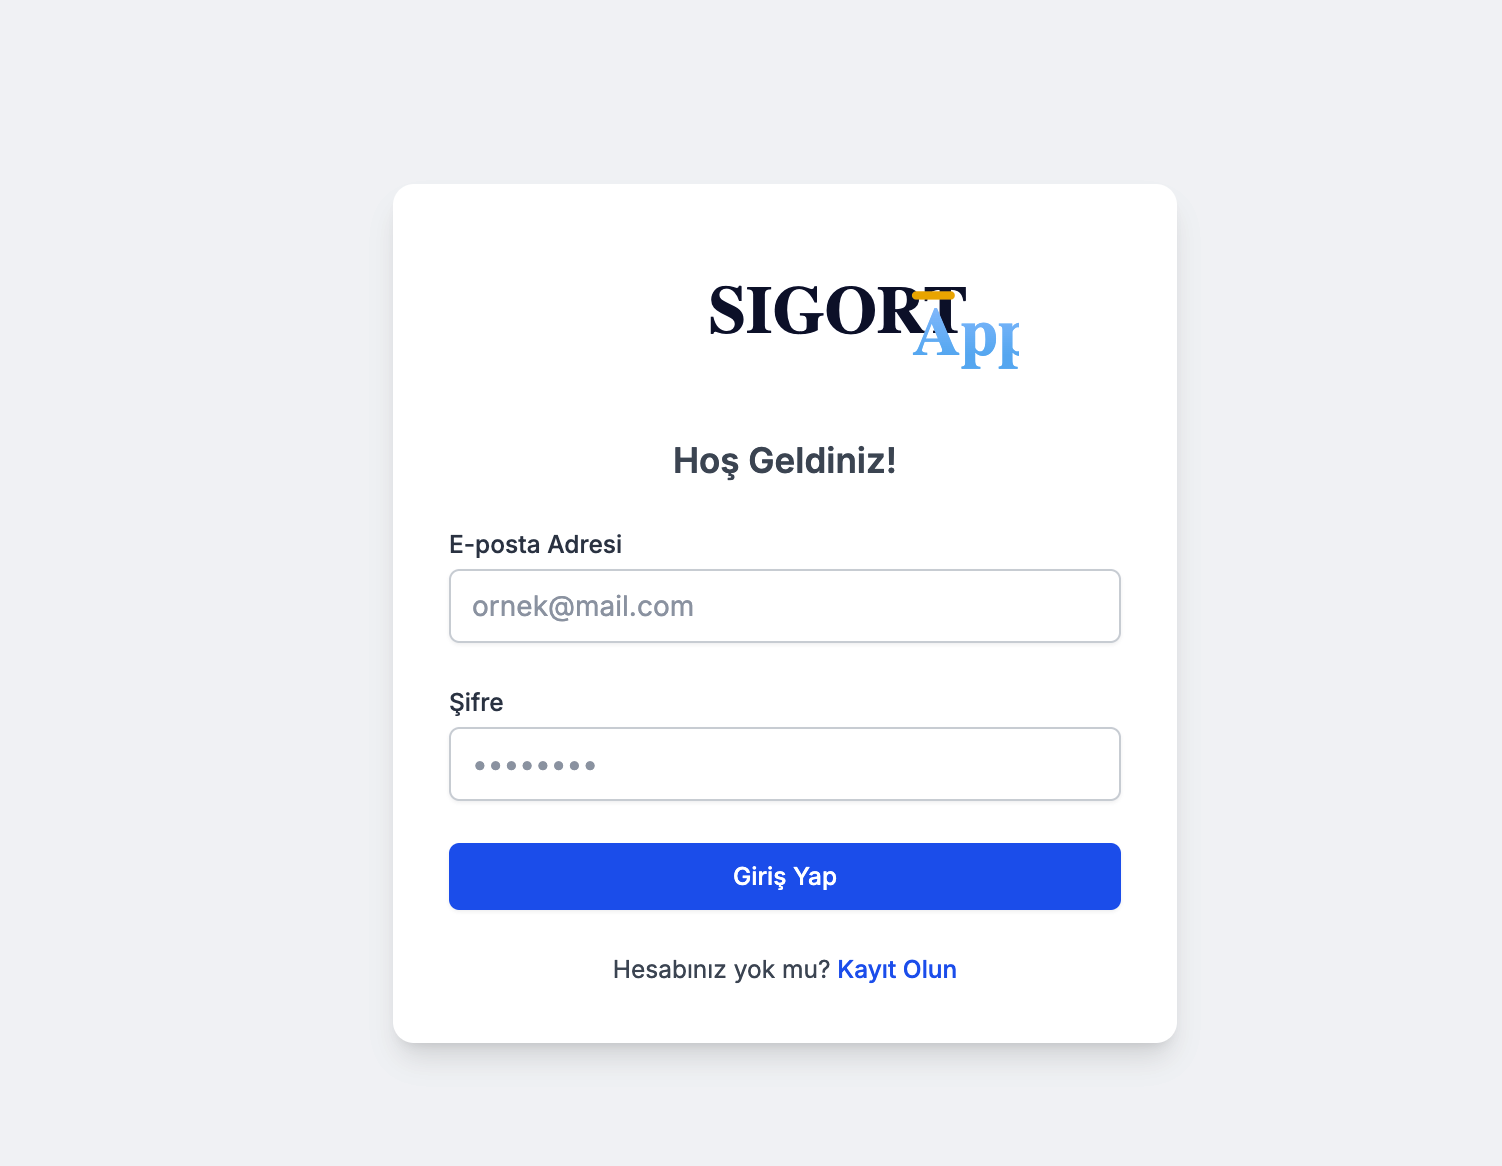 SIGORT
App
Hoş Geldiniz!
E-posta Adresi
ornek@mail.com
Şifre
••••••••
Giriş Yap
Hesabınız yok mu? Kayıt Olun